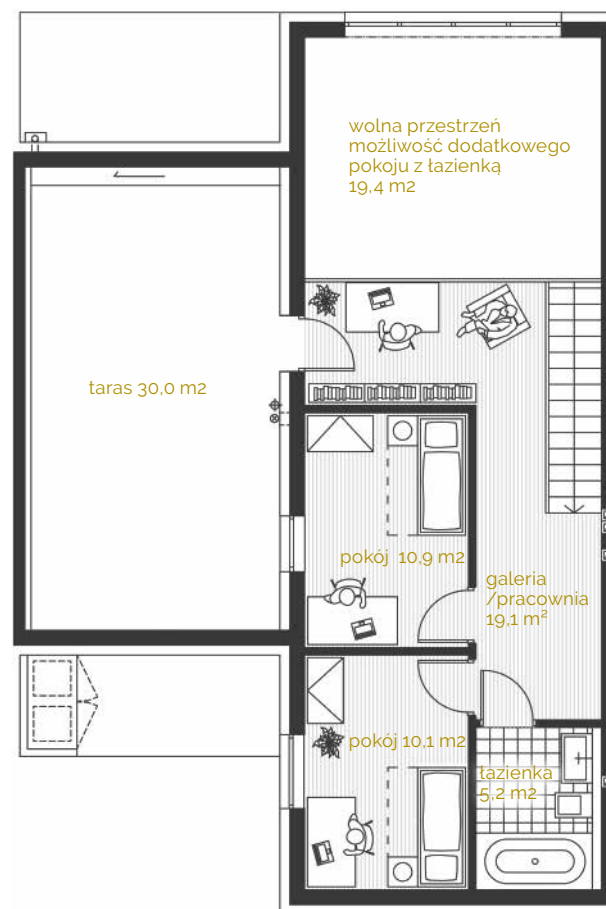 wolna przestrzeń
możliwość dodatkowego
pokoju z łazienką
19,4 m2
taras 30,0 m2
pokój 10,9 m2
galeria
/pracownia
19,1 m²
pokój 10,1 m2
łazienka
5,2 m2